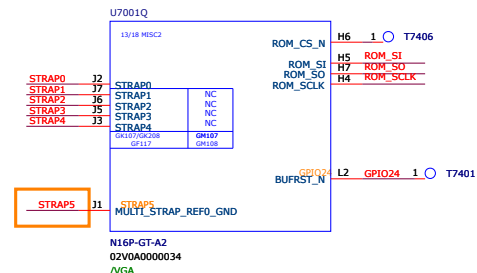 U7001Q
13/18 MISC2
ROM_CS_N H6 1 T7406
ROM_SI H5 ROM_SI
ROM_SO H7 ROM_SO
ROM_SCLK H4 ROM_SCLK
STRAP0 J2 STRAP0
STRAP1 J7 STRAP1 NC
STRAP2 J6 STRAP2 NC
STRAP3 J5 STRAP3 NC
STRAP4 J3 STRAP4 NC
GK107/GK208 GM107
GF117 GM108
GPIO24
BUFRST_N L2 GPIO24 1 T7401
STRAP5 J1 STRAP5
MULTI_STRAP_REF0_GND
N16P-GT-A2
02V0A0000034
/VGA